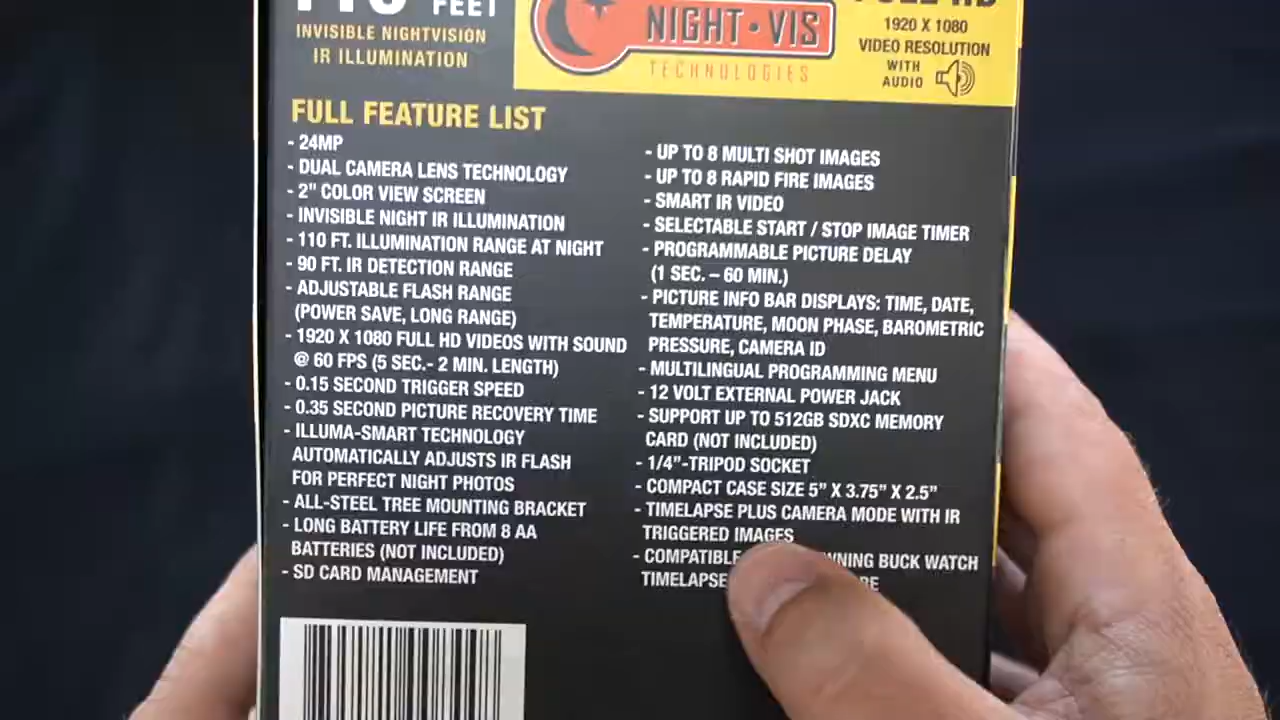 FEET
INVISIBLE NIGHTVISION
IR ILLUMINATION
NIGHT·VIS
TECHNOLOGIES
1920 X 1080
VIDEO RESOLUTION
WITH
AUDIO
FULL FEATURE LIST
- 24MP
- DUAL CAMERA LENS TECHNOLOGY
- 2" COLOR VIEW SCREEN
- INVISIBLE NIGHT IR ILLUMINATION
- 110 FT. ILLUMINATION RANGE AT NIGHT
- 90 FT. IR DETECTION RANGE
- ADJUSTABLE FLASH RANGE
(POWER SAVE, LONG RANGE)
- 1920 X 1080 FULL HD VIDEOS WITH SOUND
@ 60 FPS (5 SEC.- 2 MIN. LENGTH)
- 0.15 SECOND TRIGGER SPEED
- 0.35 SECOND PICTURE RECOVERY TIME
- ILLUMA-SMART TECHNOLOGY
AUTOMATICALLY ADJUSTS IR FLASH
FOR PERFECT NIGHT PHOTOS
- ALL-STEEL TREE MOUNTING BRACKET
- LONG BATTERY LIFE FROM 8 AA
BATTERIES (NOT INCLUDED)
- SD CARD MANAGEMENT
- UP TO 8 MULTI SHOT IMAGES
- UP TO 8 RAPID FIRE IMAGES
- SMART IR VIDEO
- SELECTABLE START / STOP IMAGE TIMER
- PROGRAMMABLE PICTURE DELAY
(1 SEC. – 60 MIN.)
- PICTURE INFO BAR DISPLAYS: TIME, DATE,
TEMPERATURE, MOON PHASE, BAROMETRIC
PRESSURE, CAMERA ID
- MULTILINGUAL PROGRAMMING MENU
- 12 VOLT EXTERNAL POWER JACK
- SUPPORT UP TO 512GB SDXC MEMORY
CARD (NOT INCLUDED)
- 1/4"-TRIPOD SOCKET
- COMPACT CASE SIZE 5" X 3.75" X 2.5"
- TIMELAPSE PLUS CAMERA MODE WITH IR
TRIGGERED IMAGES
- COMPATIBLE BUCK WATCH
TIMELAPSE